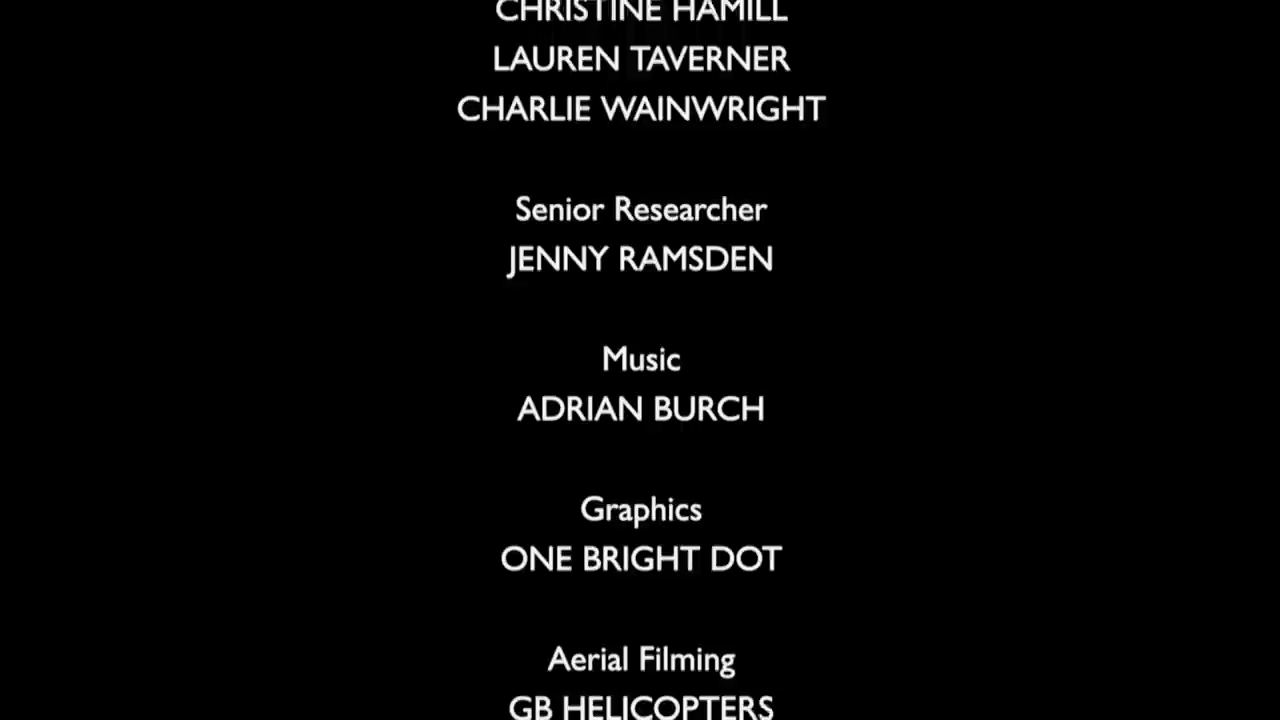 CHRISTINE HAMILL
LAUREN TAVERNER
CHARLIE WAINWRIGHT
Senior Researcher
JENNY RAMSDEN
Music
ADRIAN BURCH
Graphics
ONE BRIGHT DOT
Aerial Filming
GB HELICOPTERS